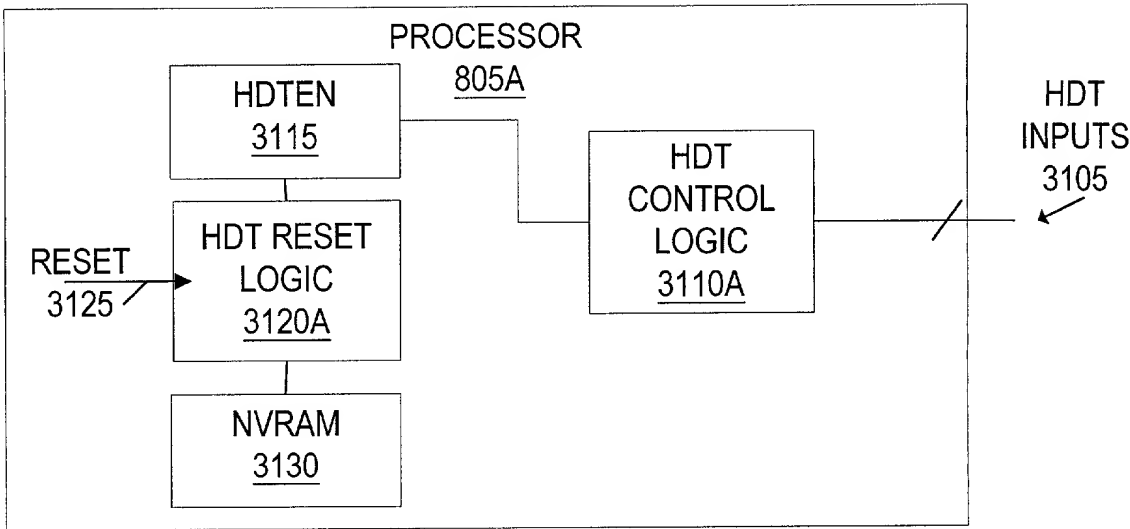 PROCESSOR
805A
HDTEN
3115
HDT RESET
LOGIC
3120A
NVRAM
3130
RESET
3125
HDT
CONTROL
LOGIC
3110A
HDT
INPUTS
3105